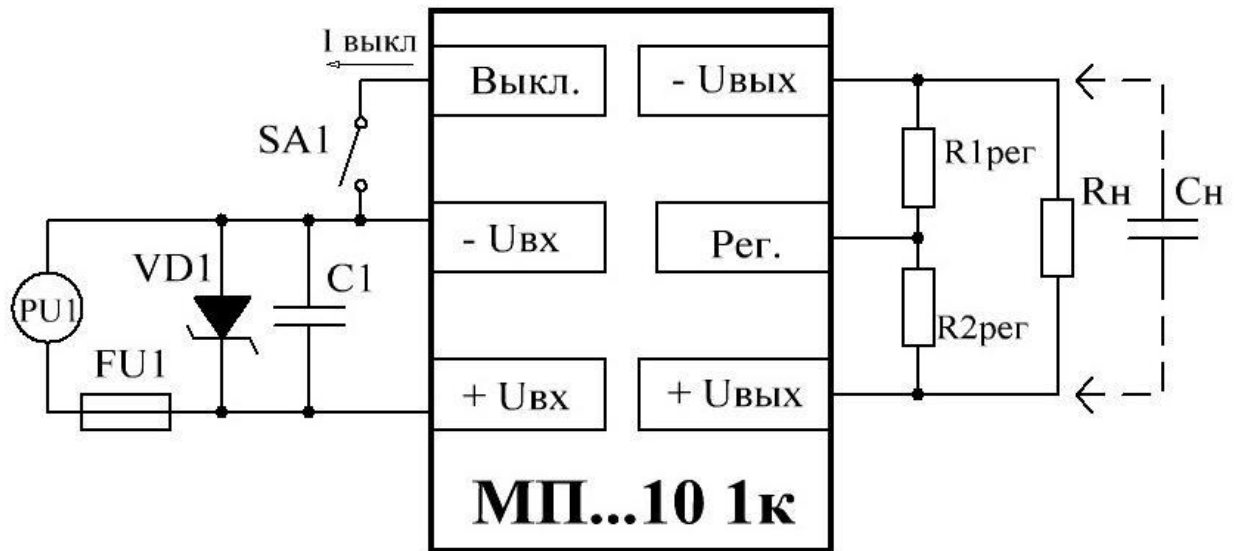 I выкл
Выкл.
- Uвых
SA1
R1рег
Rн
Cн
- Uвх
Рег.
VD1
C1
PU1
R2рег
FU1
+ Uвх
+ Uвых
МП...10 1к